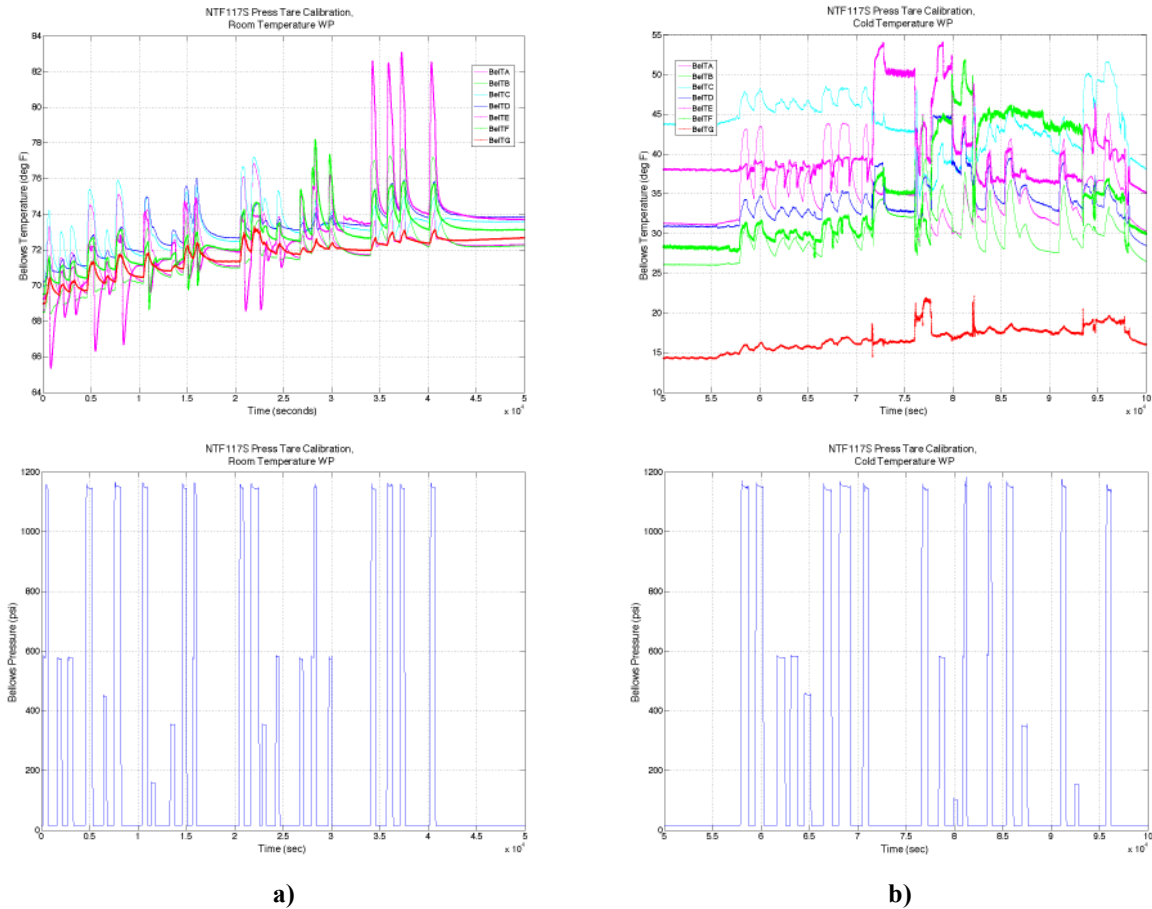 NTF117S Press Tare Calibration,
Room Temperature WP
84
82
80
78
76
74
72
70
68
66
64
Bellows Temperature (deg F)
BelTA
BelTB
BelTC
BelTD
BelTE
BelTF
BelTG
0
0.5
1
1.5
2
2.5
3
3.5
4
4.5
5
x 10⁴
Time (seconds)
NTF117S Press Tare Calibration,
Cold Temperature WP
55
50
45
40
35
30
25
20
15
10
Bellows Temperature (deg F)
BelTA
BelTB
BelTC
BelTD
BelTE
BelTF
BelTG
5
5.5
6
6.5
7
7.5
8
8.5
9
9.5
10
x 10⁴
Time (sec)
NTF117S Press Tare Calibration,
Room Temperature WP
1200
1000
800
600
400
200
0
Bellows Pressure (psi)
0
0.5
1
1.5
2
2.5
3
3.5
4
4.5
5
x 10⁴
Time (sec)
NTF117S Press Tare Calibration,
Cold Temperature WP
1200
1000
800
600
400
200
0
Bellows Pressure (psi)
5
5.5
6
6.5
7
7.5
8
8.5
9
9.5
10
x 10⁴
Time (sec)
a)
b)